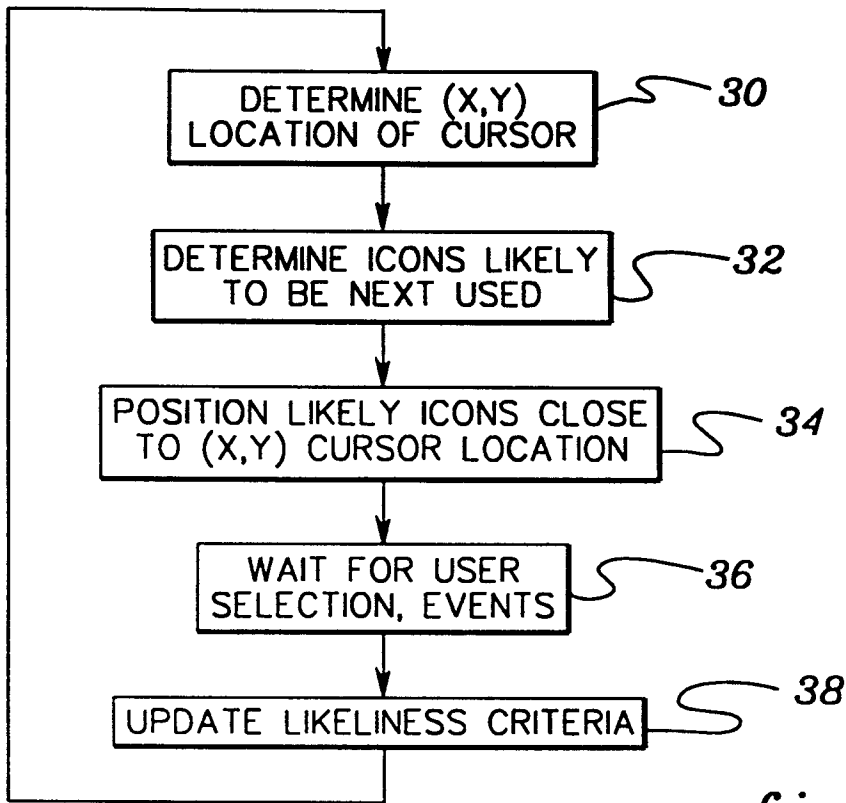 DETERMINE (X,Y)
LOCATION OF CURSOR
30
DETERMINE ICONS LIKELY
TO BE NEXT USED
32
POSITION LIKELY ICONS CLOSE
TO (X,Y) CURSOR LOCATION
34
WAIT FOR USER
SELECTION, EVENTS
36
UPDATE LIKELINESS CRITERIA
38